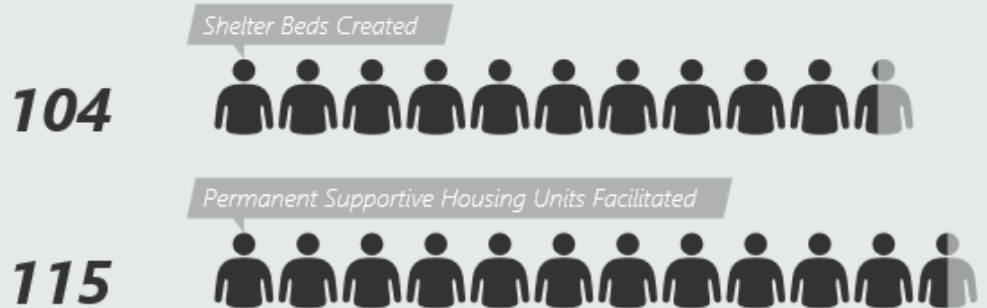 Shelter Beds Created
104
Permanent Supportive Housing Units Facilitated
115